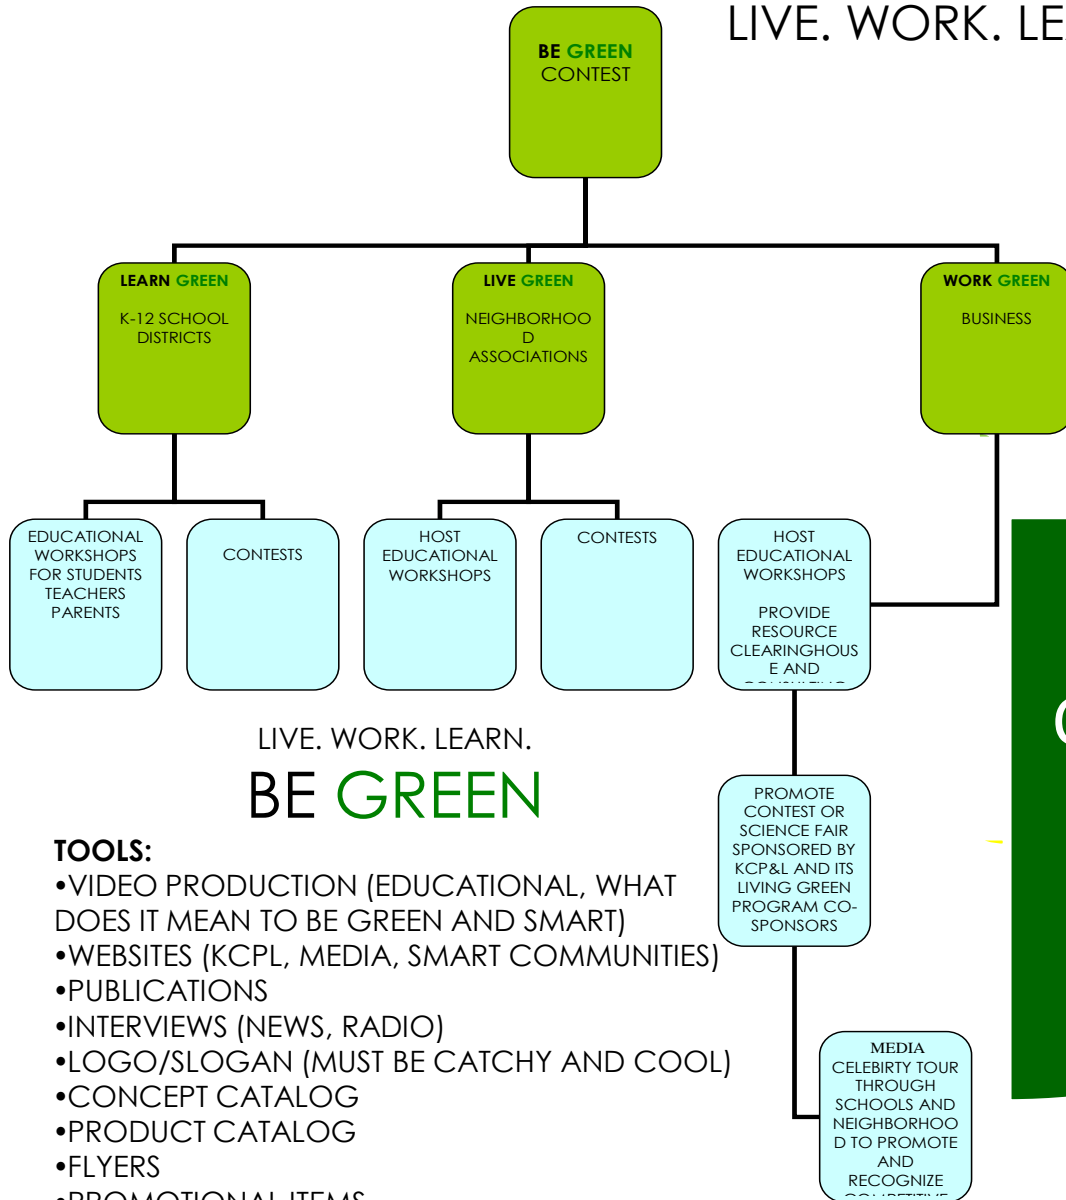 LIVE. WORK.
BE GREEN
CONTEST
LEARN GREEN
K-12 SCHOOL
DISTRICTS
LIVE GREEN
NEIGHBORHOO
D
ASSOCIATIONS
WORK GREEN
BUSINESS
EDUCATIONAL
WORKSHOPS
FOR STUDENTS
TEACHERS
PARENTS
CONTESTS
HOST
EDUCATIONAL
WORKSHOPS
CONTESTS
HOST
EDUCATIONAL
WORKSHOPS
PROVIDE
RESOURCE
CLEARINGHOUS
E AND
LIVE. WORK. LEARN.
BE GREEN
TOOLS:
•VIDEO PRODUCTION (EDUCATIONAL, WHAT
DOES IT MEAN TO BE GREEN AND SMART)
•WEBSITES (KCPL, MEDIA, SMART COMMUNITIES)
•PUBLICATIONS
•INTERVIEWS (NEWS, RADIO)
•LOGO/SLOGAN (MUST BE CATCHY AND COOL)
•CONCEPT CATALOG
•PRODUCT CATALOG
•FLYERS
•PROMOTIONAL ITEMS
PROMOTE
CONTEST OR
SCIENCE FAIR
SPONSORED BY
KCP&L AND ITS
LIVING GREEN
PROGRAM CO-
SPONSORS
MEDIA
CELEBIRTY TOUR
THROUGH
SCHOOLS AND
NEIGHBORHOO
D TO PROMOTE
AND
RECOGNIZE
COMPETITIVE